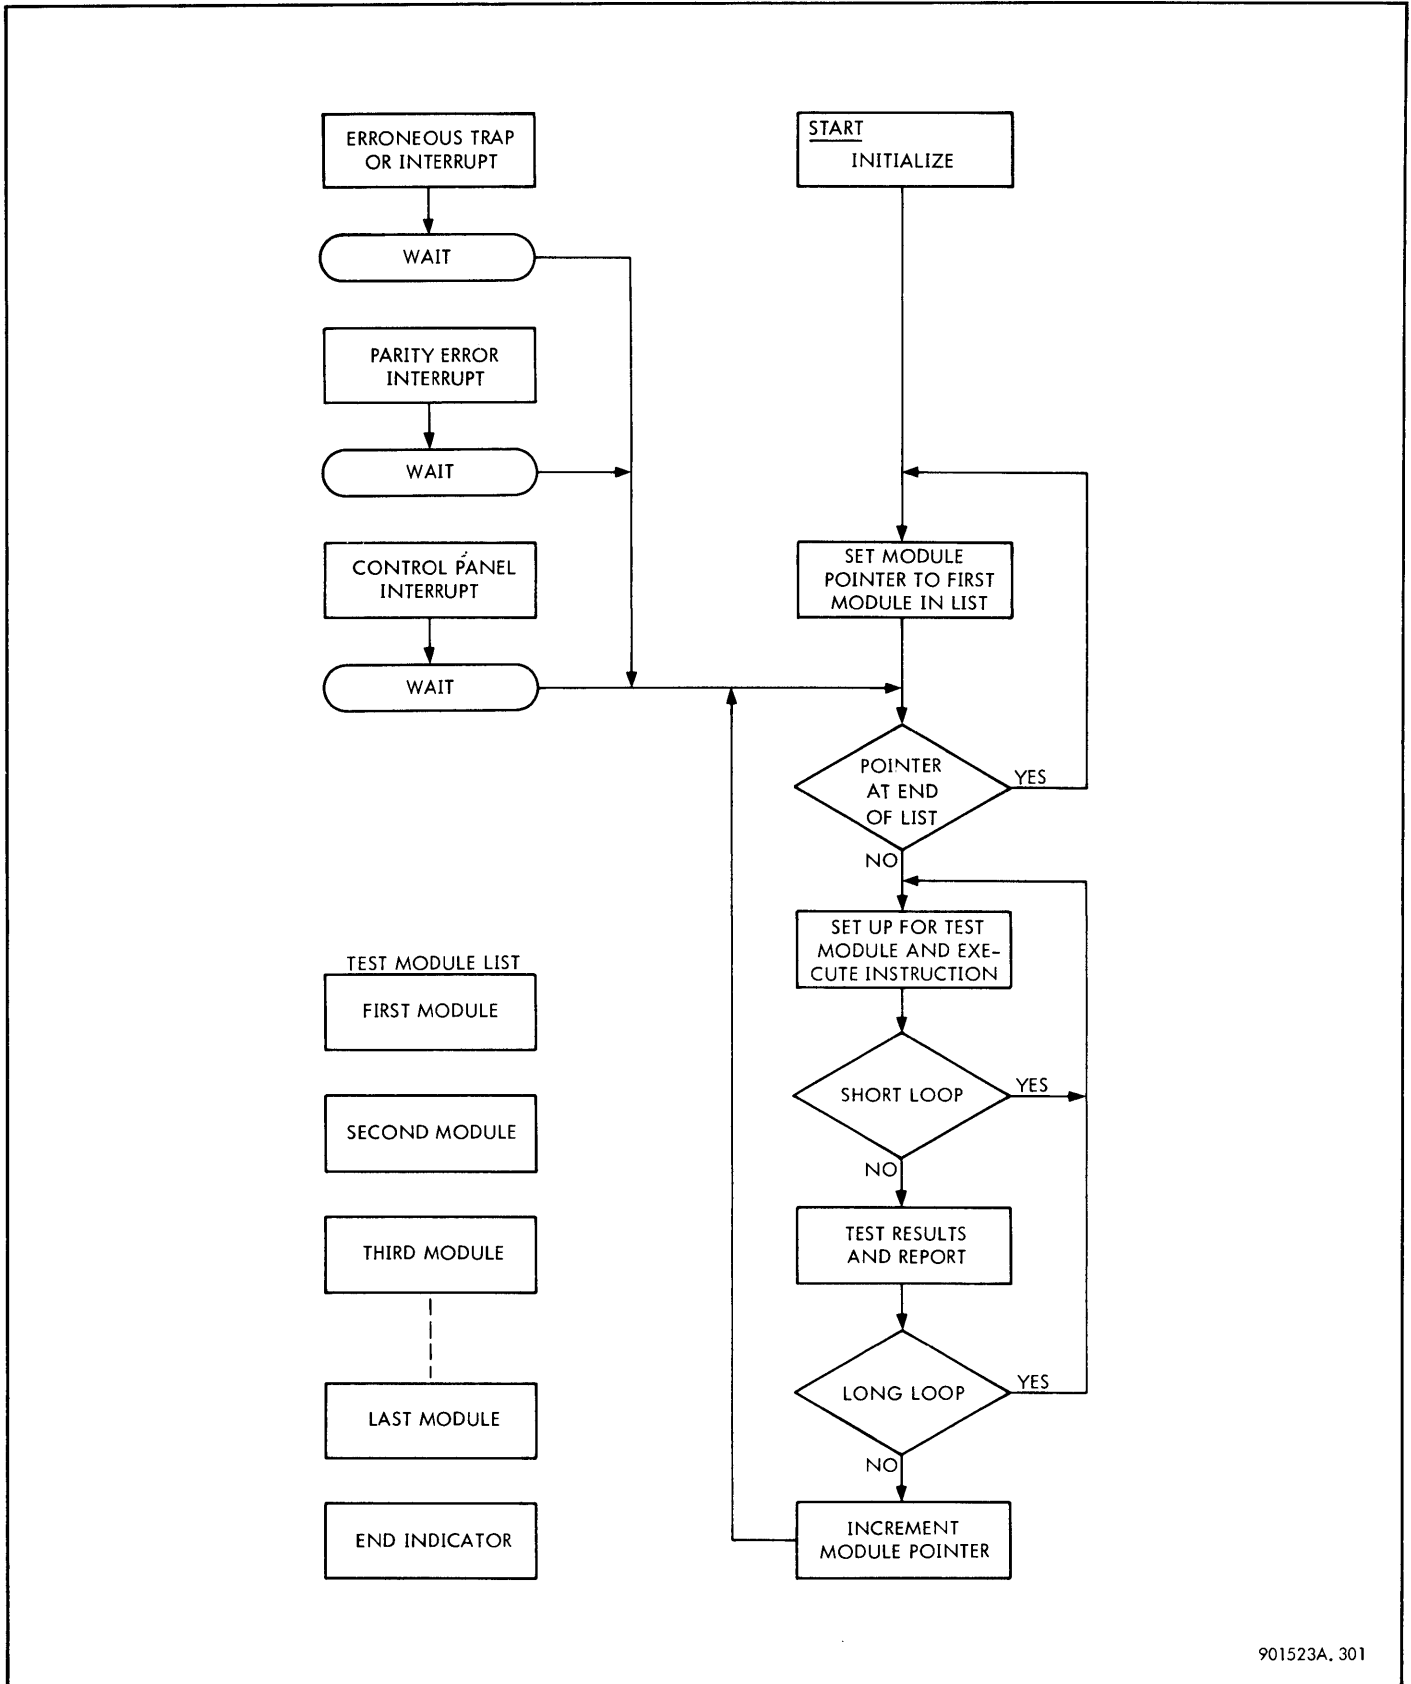 ERRONEOUS TRAP
OR INTERRUPT
WAIT
PARITY ERROR
INTERRUPT
WAIT
CONTROL PANEL
INTERRUPT
WAIT
START
INITIALIZE
SET MODULE
POINTER TO FIRST
MODULE IN LIST
POINTER
AT END
OF LIST
YES
NO
SET UP FOR TEST
MODULE AND EXE-
CUTE INSTRUCTION
SHORT LOOP
YES
NO
TEST RESULTS
AND REPORT
LONG LOOP
YES
NO
INCREMENT
MODULE POINTER
TEST MODULE LIST
FIRST MODULE
SECOND MODULE
THIRD MODULE
LAST MODULE
END INDICATOR
901523A. 301